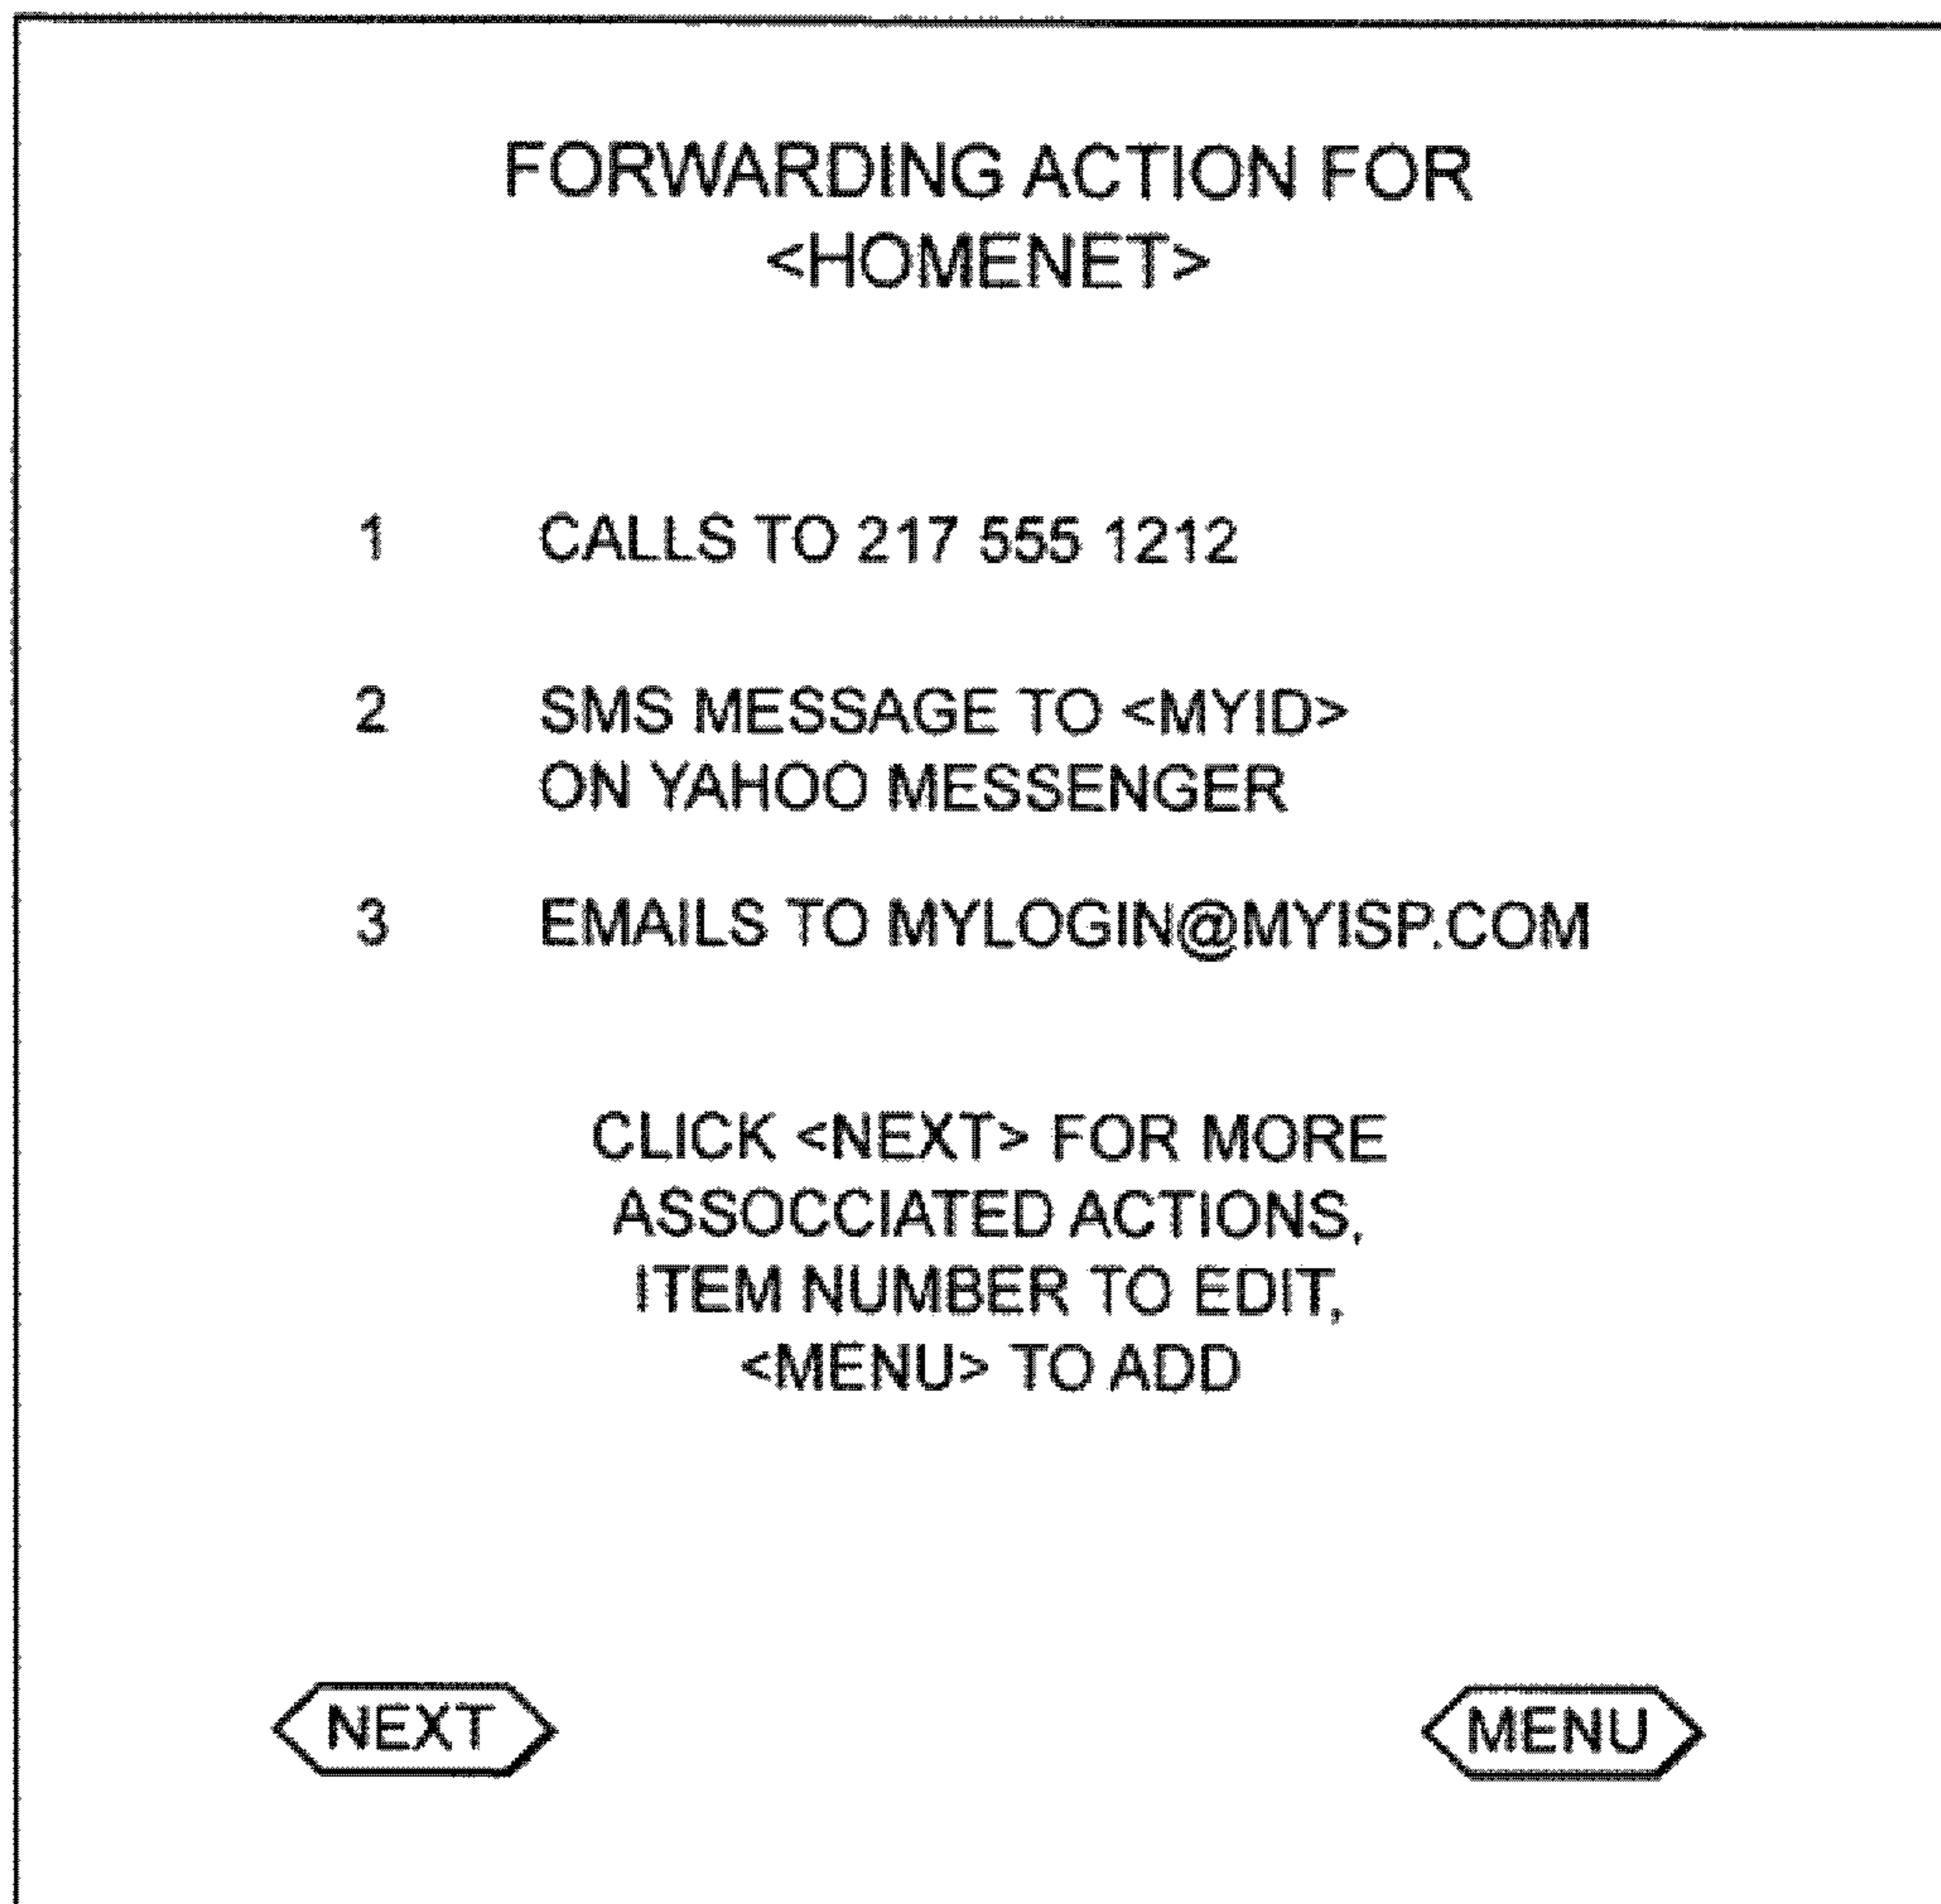 FORWARDING ACTION FOR
<HOMENET>
1 CALLS TO 217 555 1212
2 SMS MESSAGE TO <MYID>
ON YAHOO MESSENGER
3 EMAILS TO MYLOGIN@MYISP.COM
CLICK <NEXT> FOR MORE
ASSOCCIATED ACTIONS,
ITEM NUMBER TO EDIT,
<MENU> TO ADD
NEXT
MENU